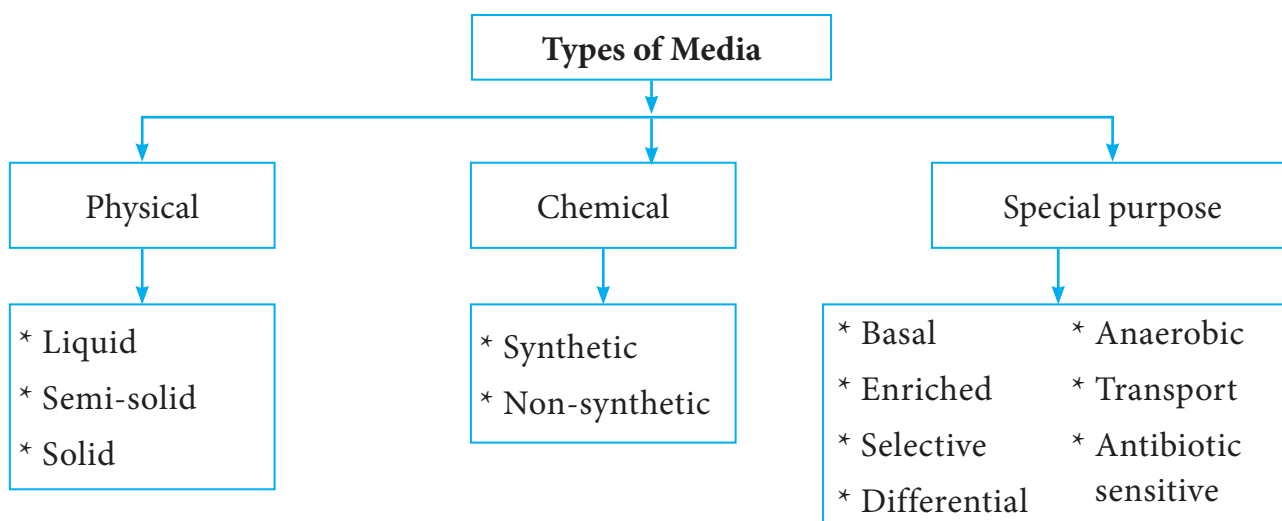 Types of Media
Physical
Chemical
Special purpose
* Liquid
* Semi-solid
* Solid
* Synthetic
* Non-synthetic
* Basal
* Enriched
* Selective
* Differential
* Anaerobic
* Transport
* Antibiotic
sensitive